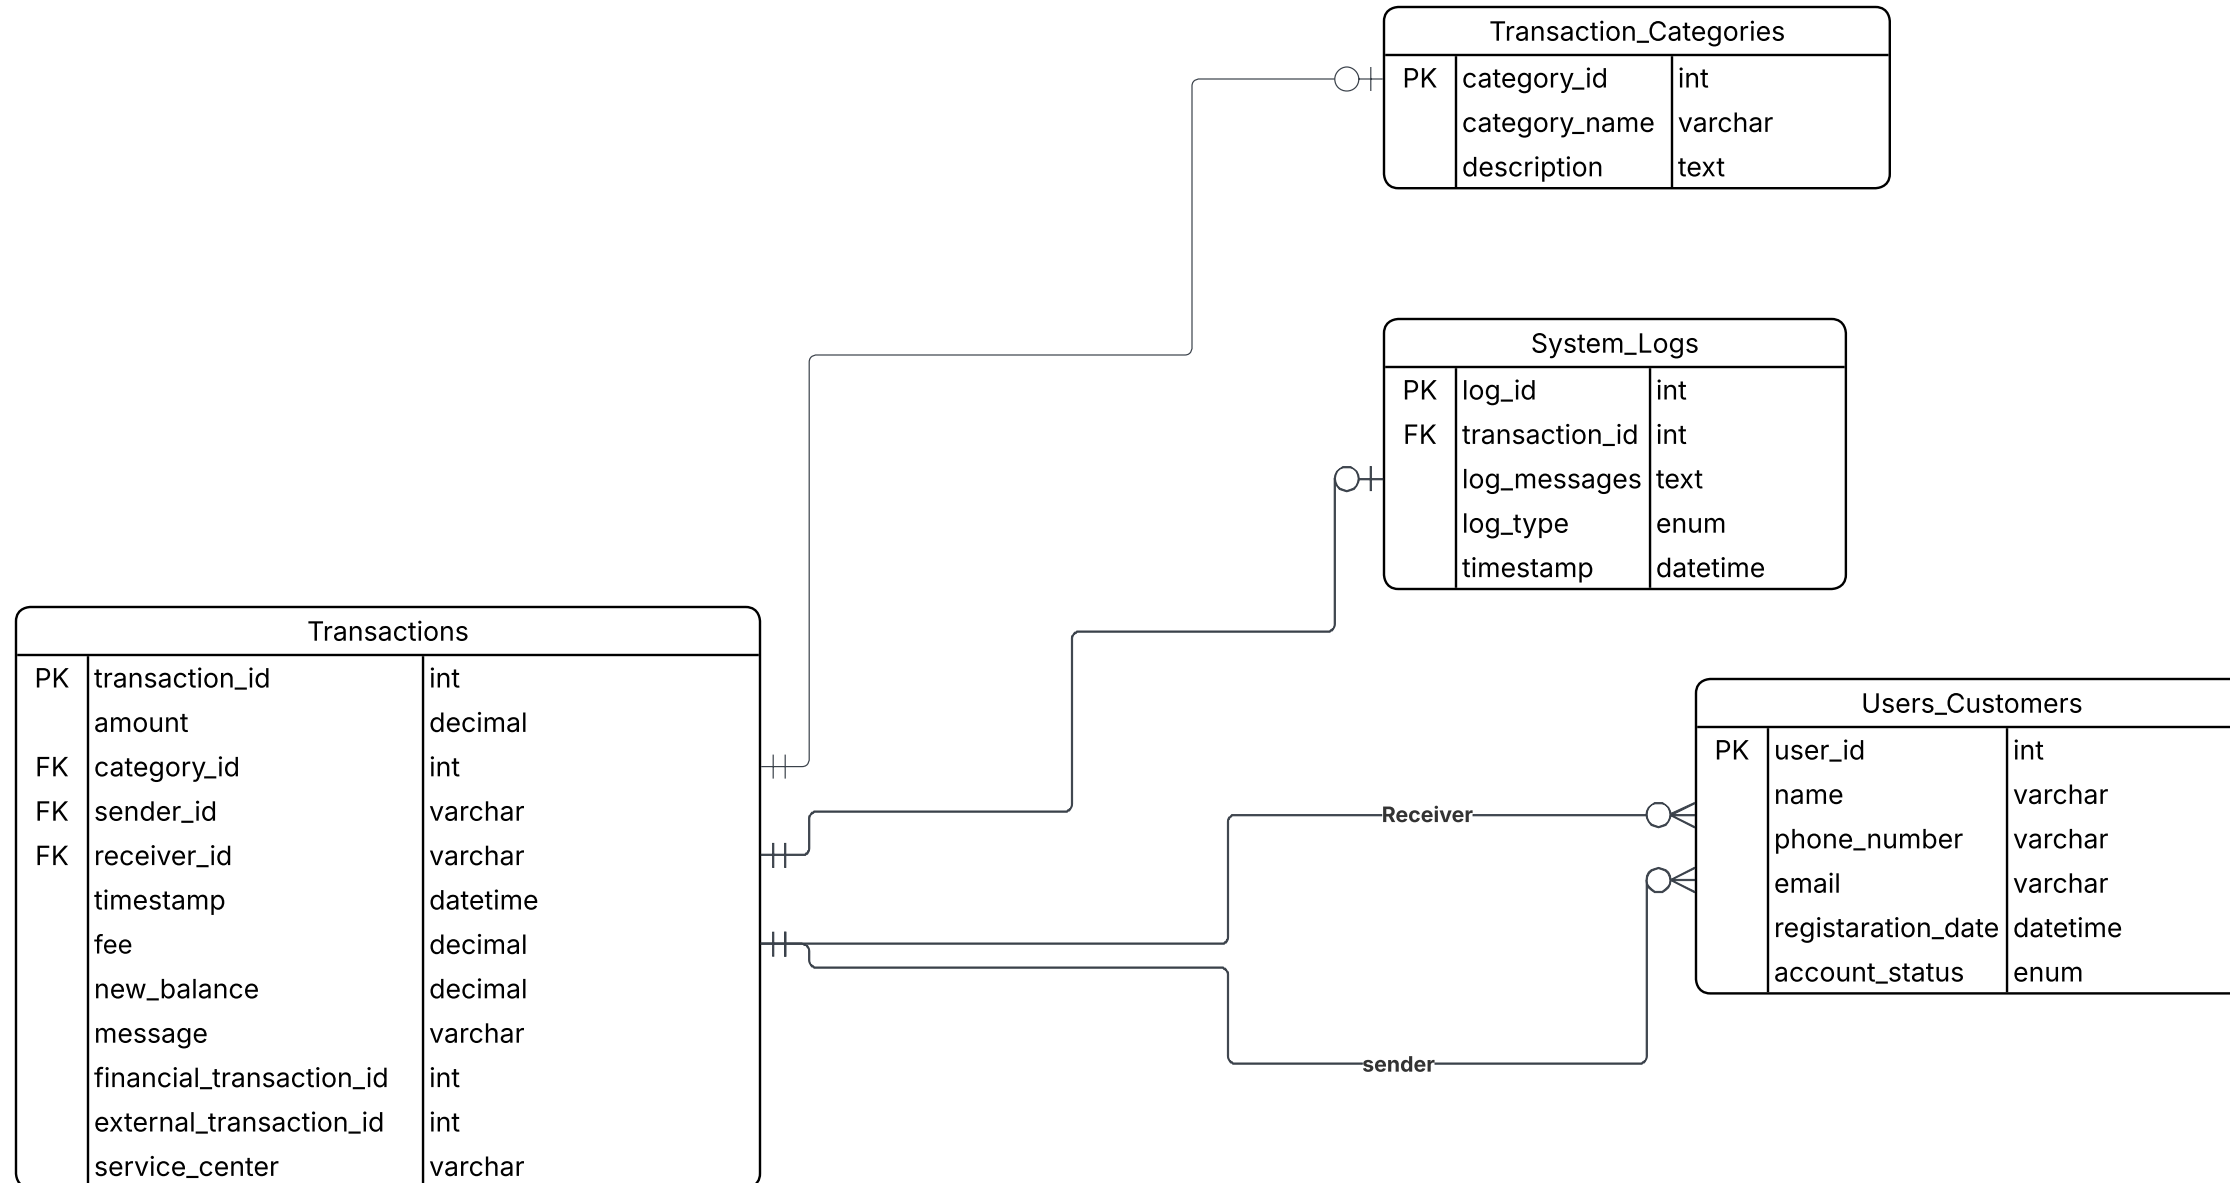 Transaction_Categories
PK category_id int
category_name varchar
description text
System_Logs
PK log_id int
FK transaction_id int
log_messages text
log_type enum
timestamp datetime
Transactions
PK transaction_id int
amount decimal
FK category_id int
FK sender_id varchar
FK receiver_id varchar
timestamp datetime
fee decimal
new_balance decimal
message varchar
financial_transaction_id int
external_transaction_id int
service_center varchar
Receiver
sender
Users_Customers
PK user_id int
name varchar
phone_number varchar
email varchar
registaration_date datetime
account_status enum